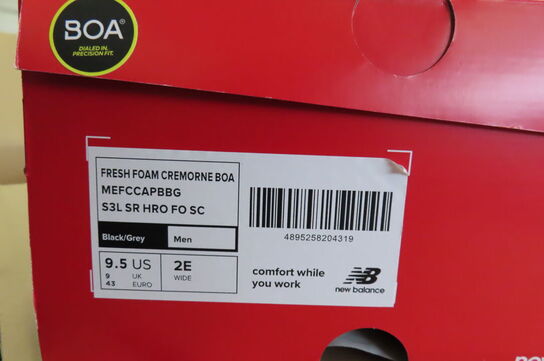 BOA®
DIALED IN.
PRECISION FIT.
FRESH FOAM CREMORNE BOA
MEFCCAPBBG
S3L SR HRO FO SC
Black/Grey Men
9.5 US 2E
9 UK WIDE
43 EURO
4895258204319
comfort while
you work
NB
new balance